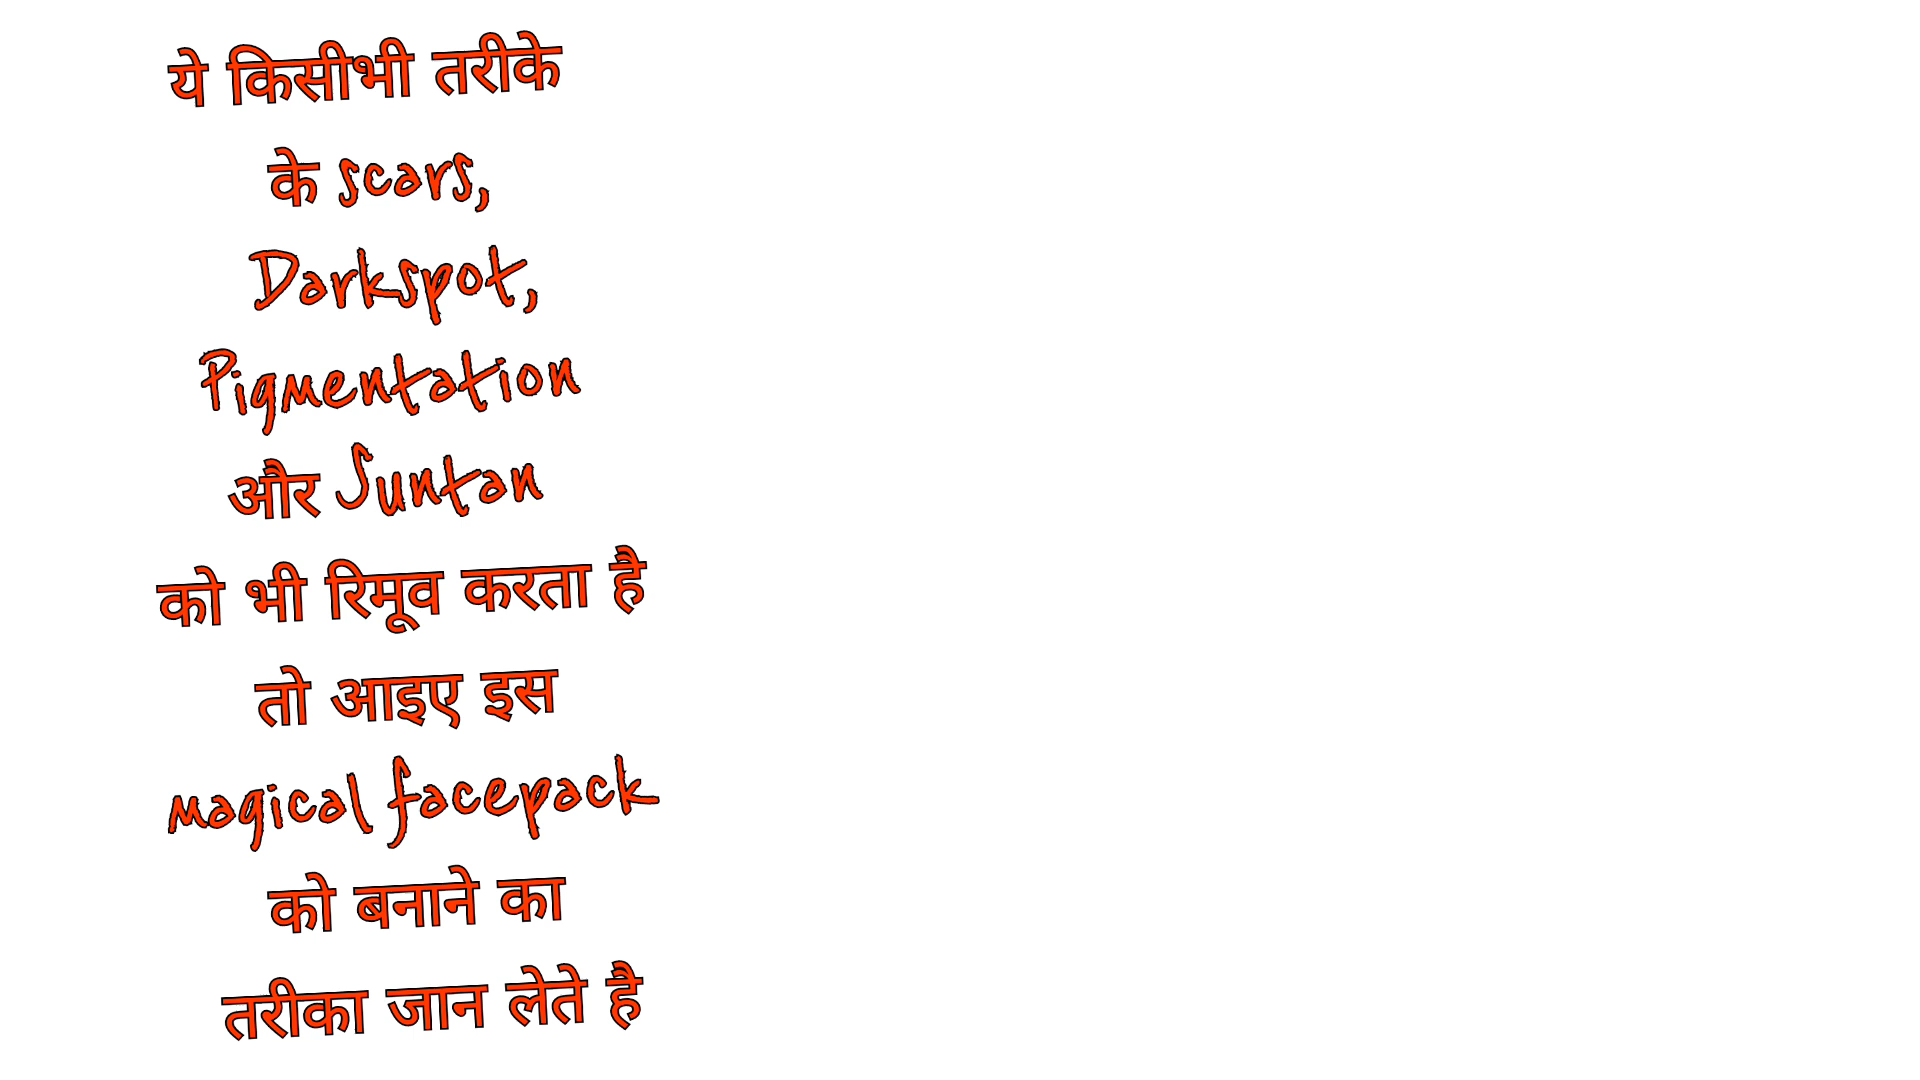 ये किसीभी तरीके
के scars,
Darkspot,
Pigmentation
और Suntan
को भी रिमूव करता है
तो आइए इस
magical facepack
को बनाने का
तरीका जान लेते है